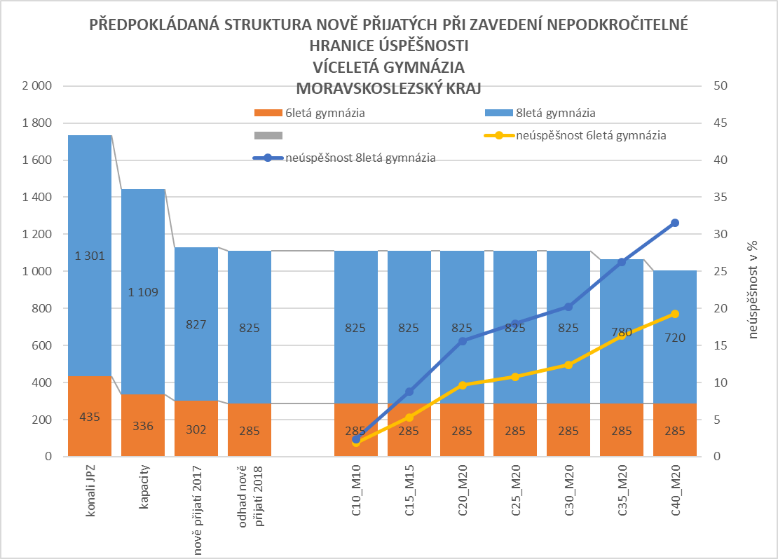 PŘEDPOKLÁDANÁ STRUKTURA NOVĚ PŘIJATÝCH PŘI ZAVEDENÍ NEPODKROČITELNÉ
HRANICE ÚSPĚŠNOSTI
VÍCELETÁ GYMNÁZIA
MORAVSKOSLEZSKÝ KRAJ
6letá gymnázia
8letá gymnázia
neúspěšnost 6letá gymnázia
neúspěšnost 8letá gymnázia
2 000
1 800
1 600
1 400
1 200
1 000
800
600
400
200
0
50
45
40
35
30
25
20
15
10
5
0
neúspěšnost v %
1 301
1 109
827
825
825
825
825
825
825
780
720
435
336
302
285
285
285
285
285
285
285
285
konali JPZ
kapacity
nově přijatí 2017
odhad nově
přijatí 2018
C10_M10
C15_M15
C20_M20
C25_M20
C30_M20
C35_M20
C40_M20